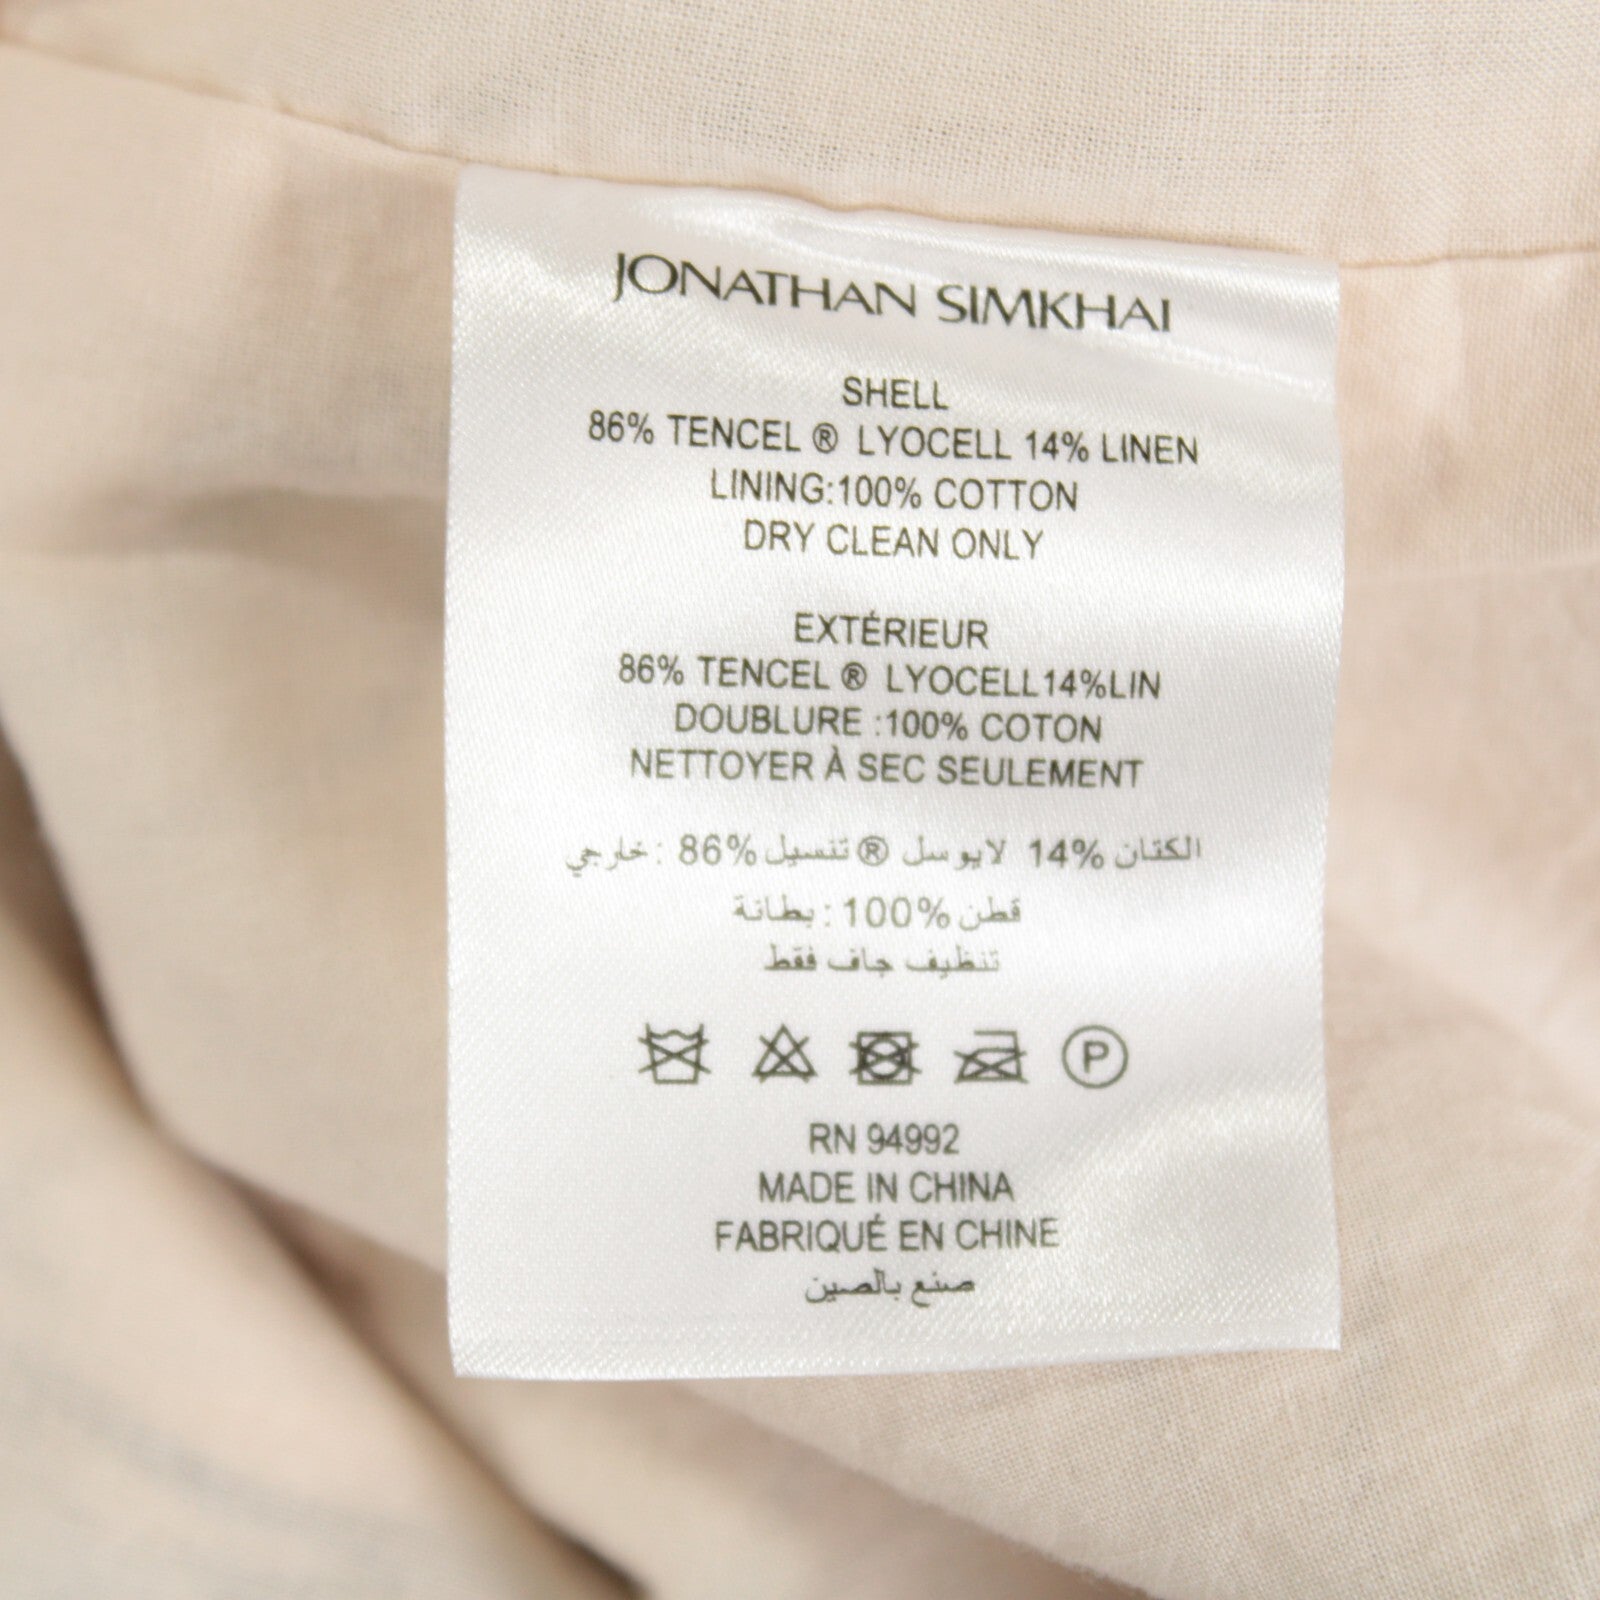 JONATHAN SIMKHAI
SHELL
86% TENCEL ® LYOCELL 14% LINEN
LINING:100% COTTON
DRY CLEAN ONLY
EXTÉRIEUR
86% TENCEL ® LYOCELL14%LIN
DOUBLURE :100% COTON
NETTOYER À SEC SEULEMENT
خارجي: 86% تنسيل ® لايوسل 14% الكتان
بطانة: 100% قطن
تنظيف جاف فقط
P
RN 94992
MADE IN CHINA
FABRIQUÉ EN CHINE
صنع بالصين